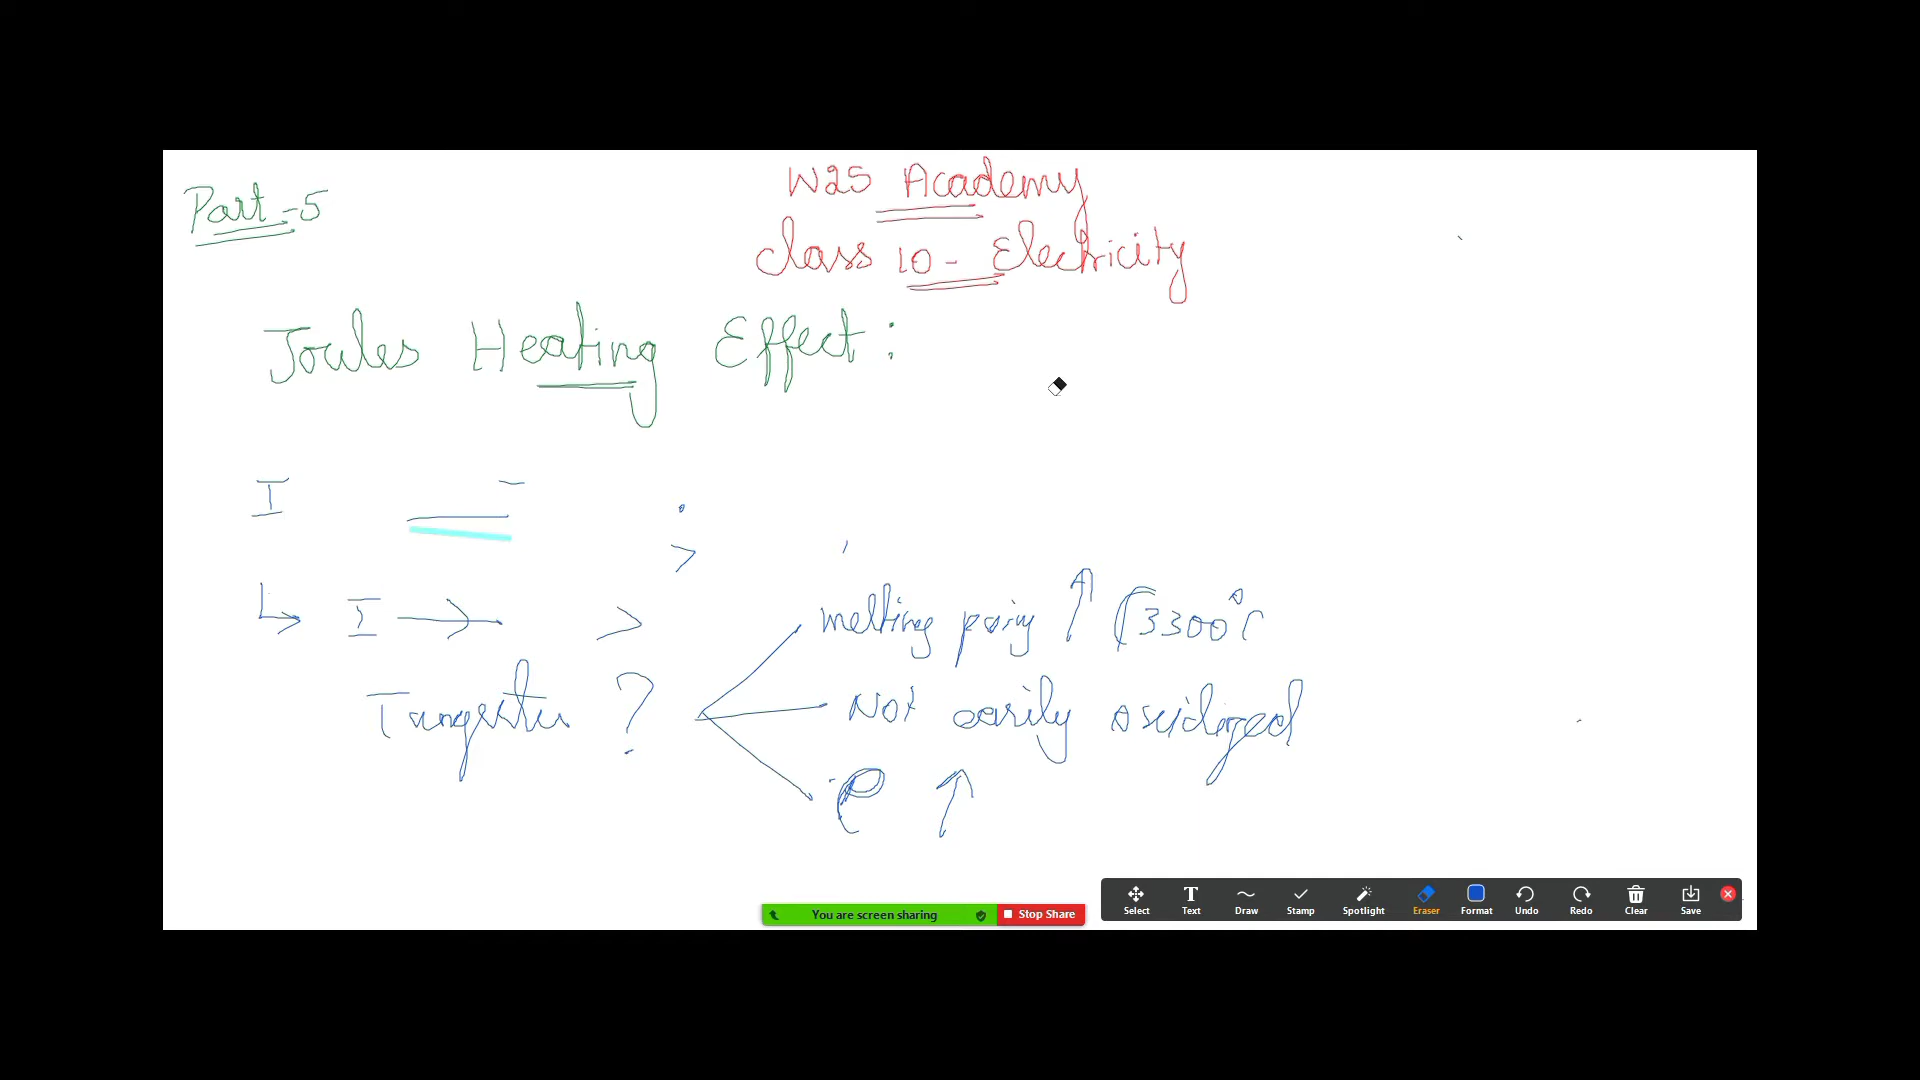 Part-5
W25 Academy
Class 10 - Electricity
Joules Heating Effect:
I
I
melting point ↑ (3300°C
Tungsten ?
Not easily oxidized
ρ ↑
You are screen sharing
Stop Share
Select
Text
Draw
Stamp
Spotlight
Eraser
Format
Undo
Redo
Clear
Save